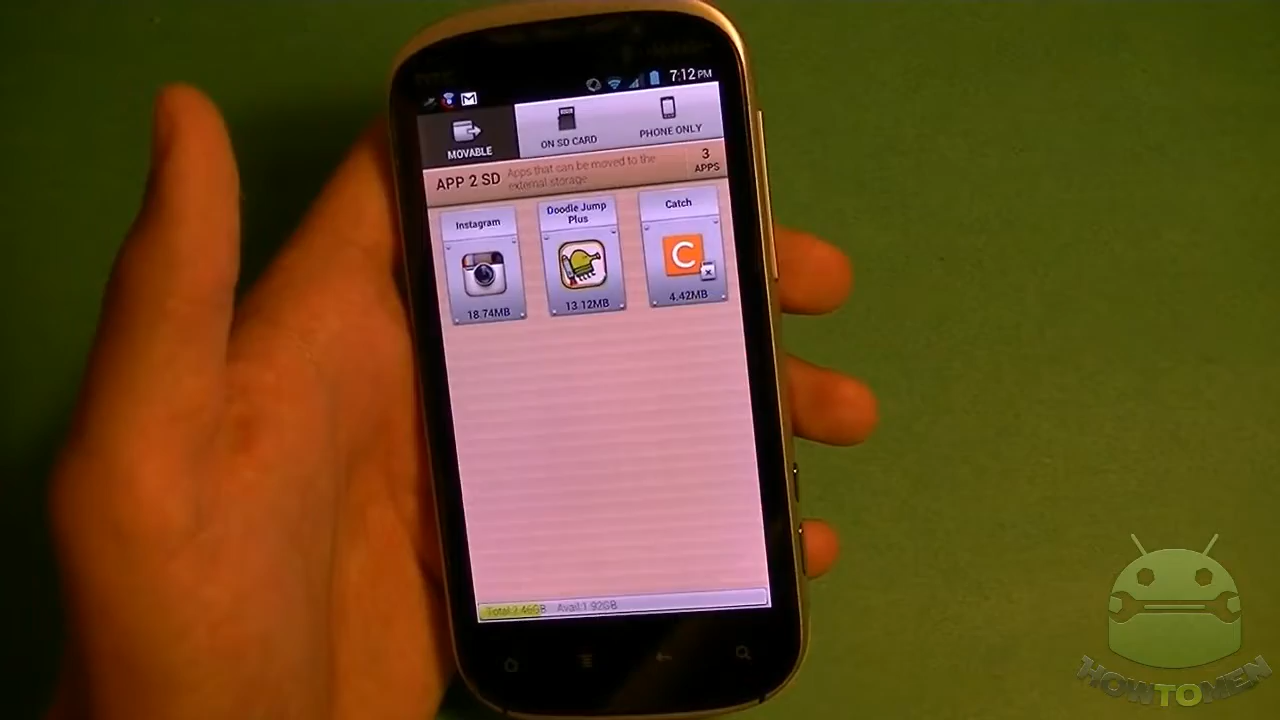 7:12 PM
MOVABLE
ON SD CARD
PHONE ONLY
APP 2 SD
Apps that can be moved to the
external storage
3
APPS
Instagram
18.74MB
Doodle Jump
Plus
13.12MB
Catch
C
4.42MB
Avail:1.92GB
HOWTOMEN